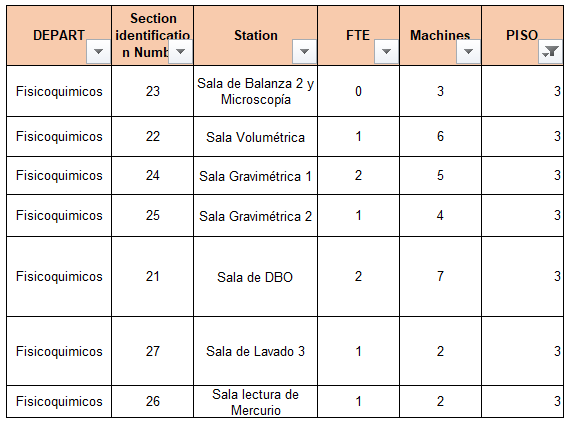 DEPART Section identificatio n Numb Station FTE Machines PISO
Fisicoquimicos 23 Sala de Balanza 2 y Microscopía 0 3 3
Fisicoquimicos 22 Sala Volumétrica 1 6 3
Fisicoquimicos 24 Sala Gravimétrica 1 2 5 3
Fisicoquimicos 25 Sala Gravimétrica 2 1 4 3
Fisicoquimicos 21 Sala de DBO 2 7 3
Fisicoquimicos 27 Sala de Lavado 3 1 2 3
Fisicoquimicos 26 Sala lectura de Mercurio 1 2 3